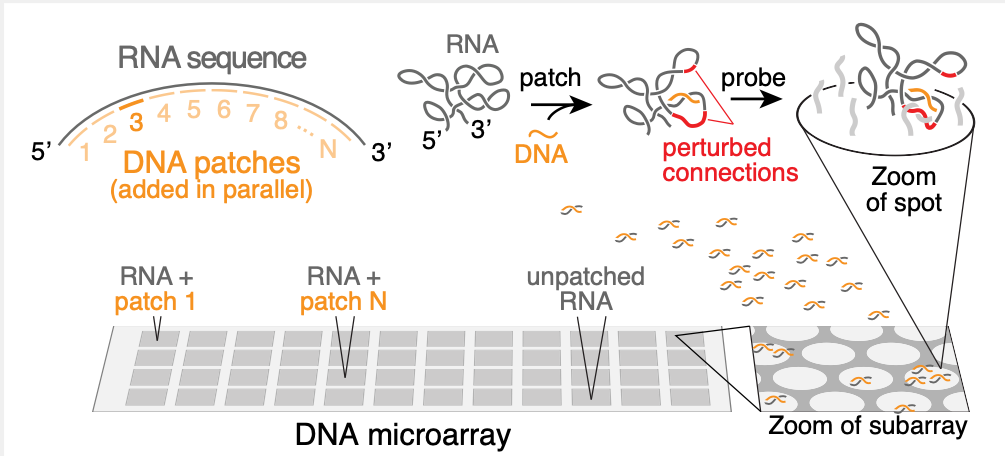 RNA sequence
5’
1
2
3
4
5
6
7
8
...
N
3’
DNA patches
(added in parallel)
RNA
5’
3’
patch
DNA
probe
perturbed
connections
Zoom
of spot
RNA +
patch 1
RNA +
patch N
unpatched
RNA
DNA microarray
Zoom of subarray